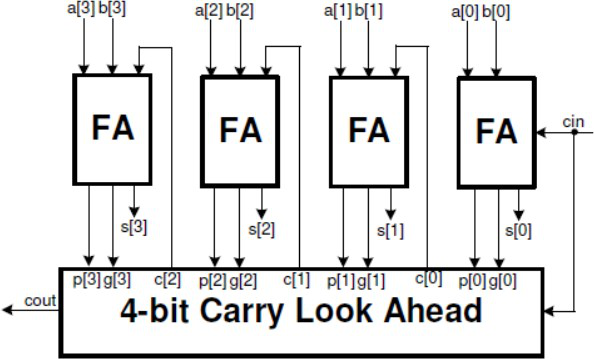 a[3] b[3] a[2] b[2] a[1] b[1] a[0] b[0]
FA FA FA FA cin
s[3] s[2] s[1] s[0]
p[3] g[3] c[2] p[2] g[2] c[1] p[1] g[1] c[0] p[0] g[0]
cout 4-bit Carry Look Ahead